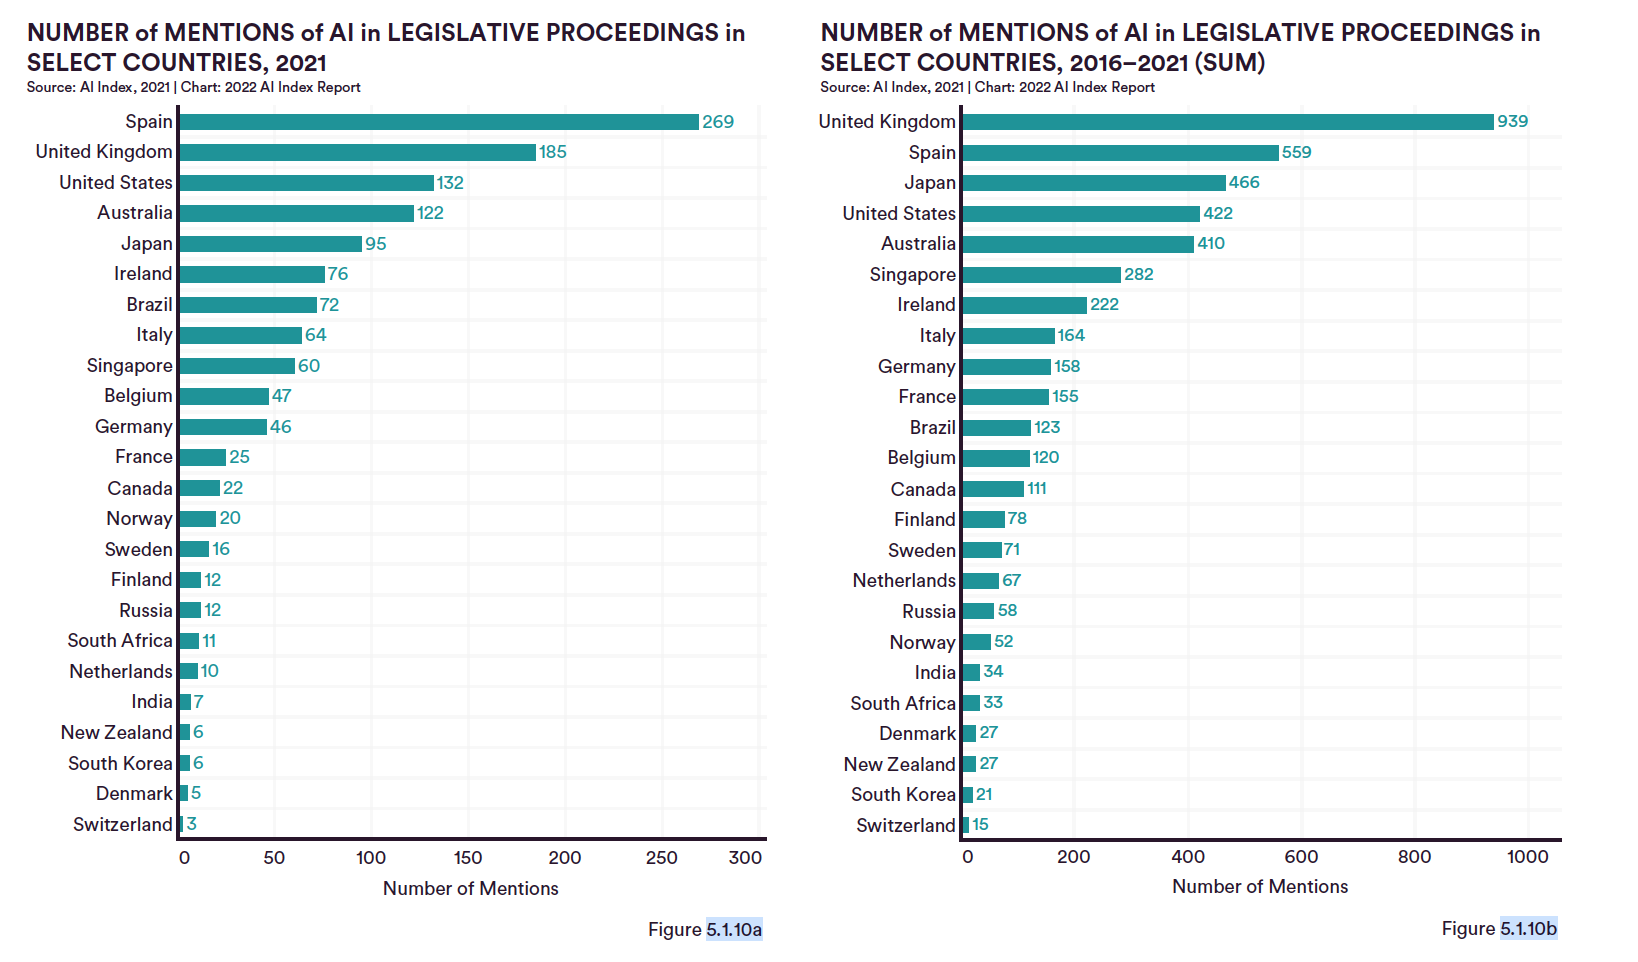 NUMBER of MENTIONS of AI in LEGISLATIVE PROCEEDINGS in
SELECT COUNTRIES, 2021
Source: AI Index, 2021 | Chart: 2022 AI Index Report
Spain 269
United Kingdom 185
United States 132
Australia 122
Japan 95
Ireland 76
Brazil 72
Italy 64
Singapore 60
Belgium 47
Germany 46
France 25
Canada 22
Norway 20
Sweden 16
Finland 12
Russia 12
South Africa 11
Netherlands 10
India 7
New Zealand 6
South Korea 6
Denmark 5
Switzerland 3
0 50 100 150 200 250 300
Number of Mentions
Figure 5.1.10a
NUMBER of MENTIONS of AI in LEGISLATIVE PROCEEDINGS in
SELECT COUNTRIES, 2016–2021 (SUM)
Source: AI Index, 2021 | Chart: 2022 AI Index Report
United Kingdom 939
Spain 559
Japan 466
United States 422
Australia 410
Singapore 282
Ireland 222
Italy 164
Germany 158
France 155
Brazil 123
Belgium 120
Canada 111
Finland 78
Sweden 71
Netherlands 67
Russia 58
Norway 52
India 34
South Africa 33
Denmark 27
New Zealand 27
South Korea 21
Switzerland 15
0 200 400 600 800 1000
Number of Mentions
Figure 5.1.10b